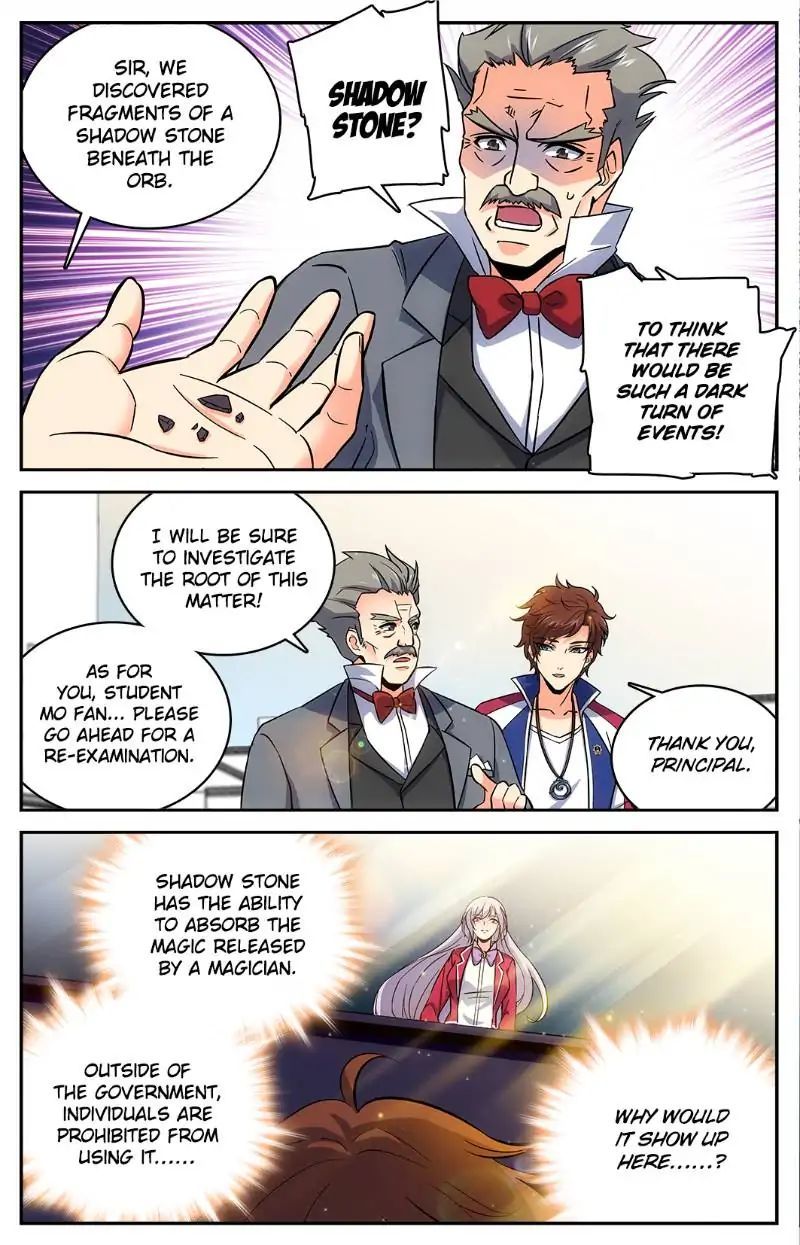 SIR, WE
DISCOVERED
FRAGMENTS OF A
SHADOW STONE
BENEATH THE
ORB.
SHADOW
STONE?
TO THINK
THAT THERE
WOULD BE
SUCH A DARK
TURN OF
EVENTS!
I WILL BE SURE
TO INVESTIGATE
THE ROOT OF THIS
MATTER!
AS FOR
YOU, STUDENT
MO FAN... PLEASE
GO AHEAD FOR A
RE-EXAMINATION.
THANK YOU,
PRINCIPAL.
SHADOW STONE
HAS THE ABILITY
TO ABSORB THE
MAGIC RELEASED
BY A MAGICIAN.
OUTSIDE OF
THE GOVERNMENT,
INDIVIDUALS ARE
PROHIBITED FROM
USING IT......
WHY WOULD
IT SHOW UP
HERE......?